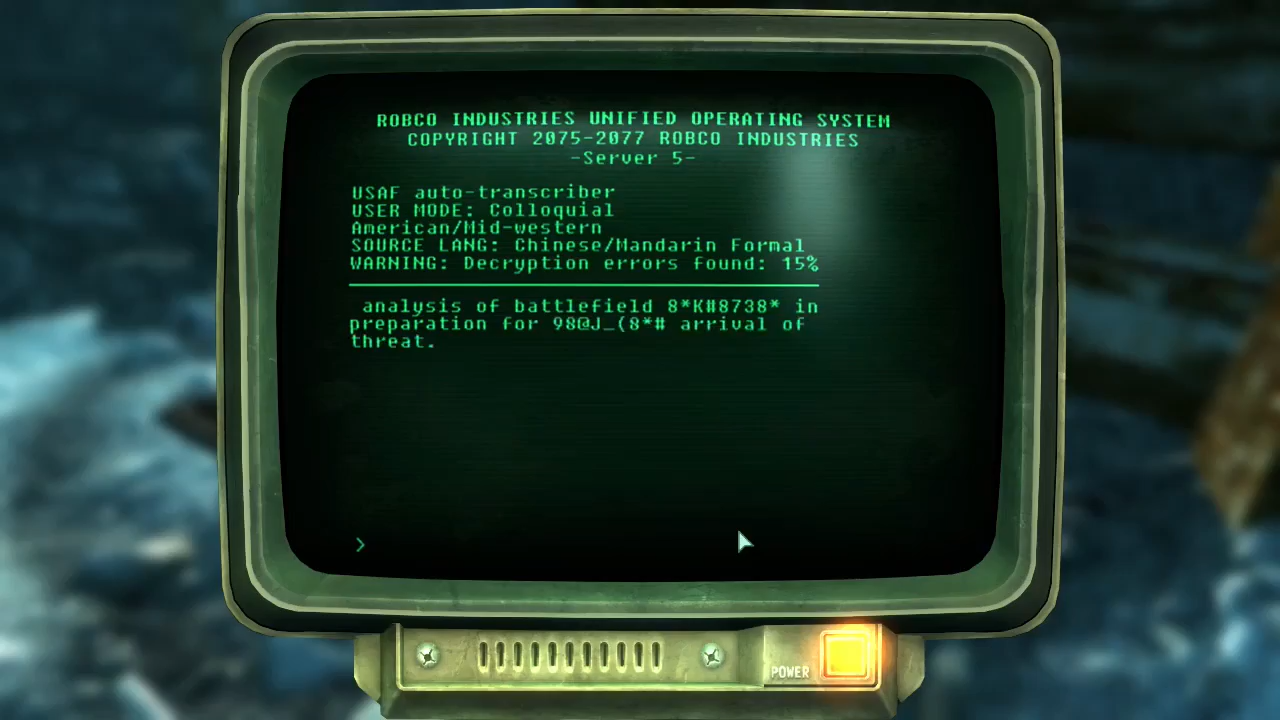 ROBCO INDUSTRIES UNIFIED OPERATING SYSTEM
COPYRIGHT 2075-2077 ROBCO INDUSTRIES
-Server 5-
USAF auto-transcriber
USER MODE: Colloquial
American/Mid-western
SOURCE LANG: Chinese/Mandarin Formal
WARNING: Decryption errors found: 15%
analysis of battlefield 8*K#8738* in
preparation for 98@J_(8*# arrival of
threat.
>
POWER